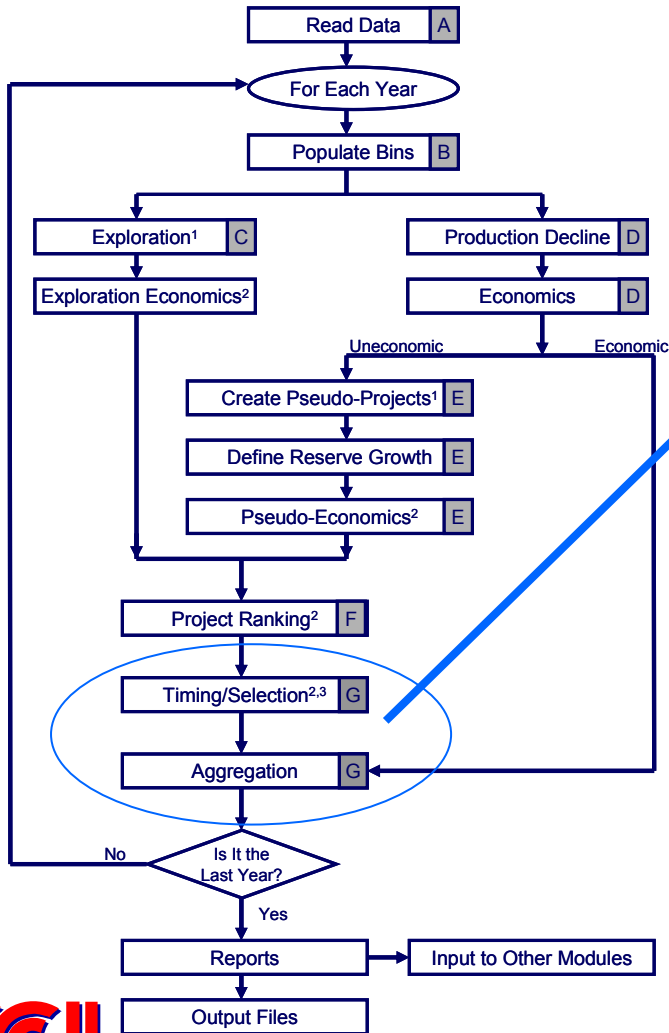 Read Data A
For Each Year
Populate Bins B
Exploration¹ C
Production Decline D
Exploration Economics²
Economics D
Uneconomic
Economic
Create Pseudo-Projects¹ E
Define Reserve Growth E
Pseudo-Economics² E
Project Ranking² F
Timing/Selection²,³ G
Aggregation G
No
Is It the
Last Year?
Yes
Reports
Input to Other Modules
Output Files